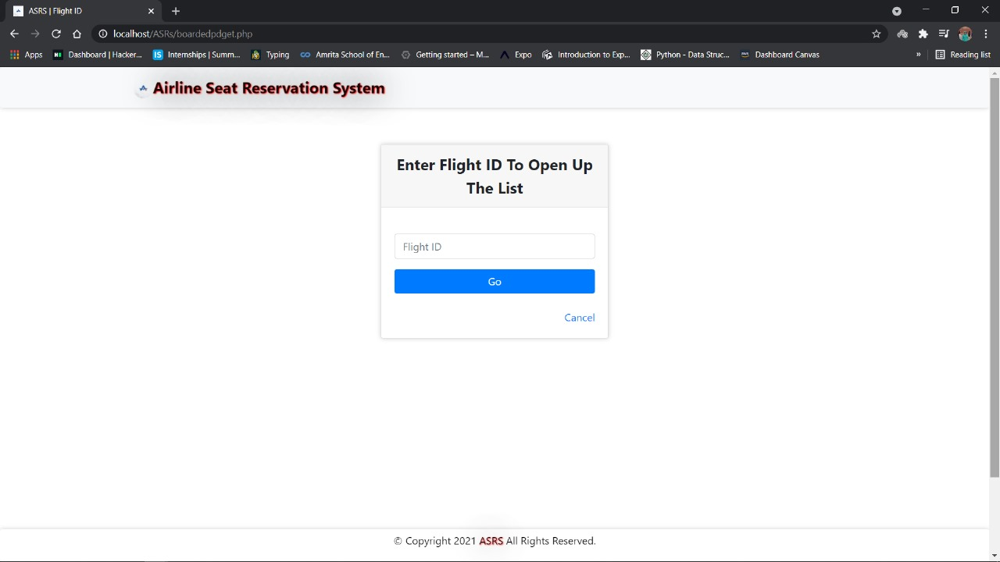 ASRS | Flight ID
localhost/ASRs/boardedpdget.php
Apps Dashboard | Hacker... Internships | Summ... Typing Amrita School of En... Getting started – M... Expo Introduction to Exp... Python - Data Struc... Dashboard Canvas » Reading list
Airline Seat Reservation System
Enter Flight ID To Open Up
The List
Flight ID
Go
Cancel
© Copyright 2021 ASRS All Rights Reserved.